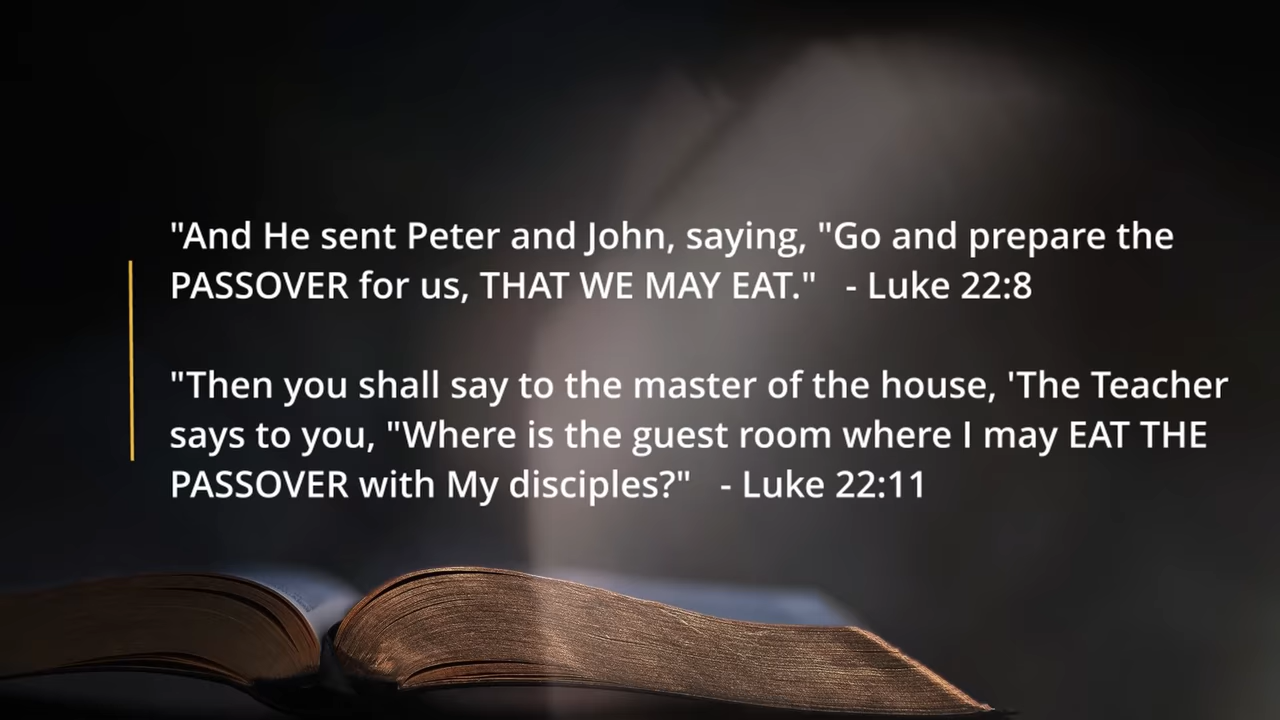 "And He sent Peter and John, saying, "Go and prepare the
PASSOVER for us, THAT WE MAY EAT."   - Luke 22:8
"Then you shall say to the master of the house, 'The Teacher
says to you, "Where is the guest room where I may EAT THE
PASSOVER with My disciples?"   - Luke 22:11